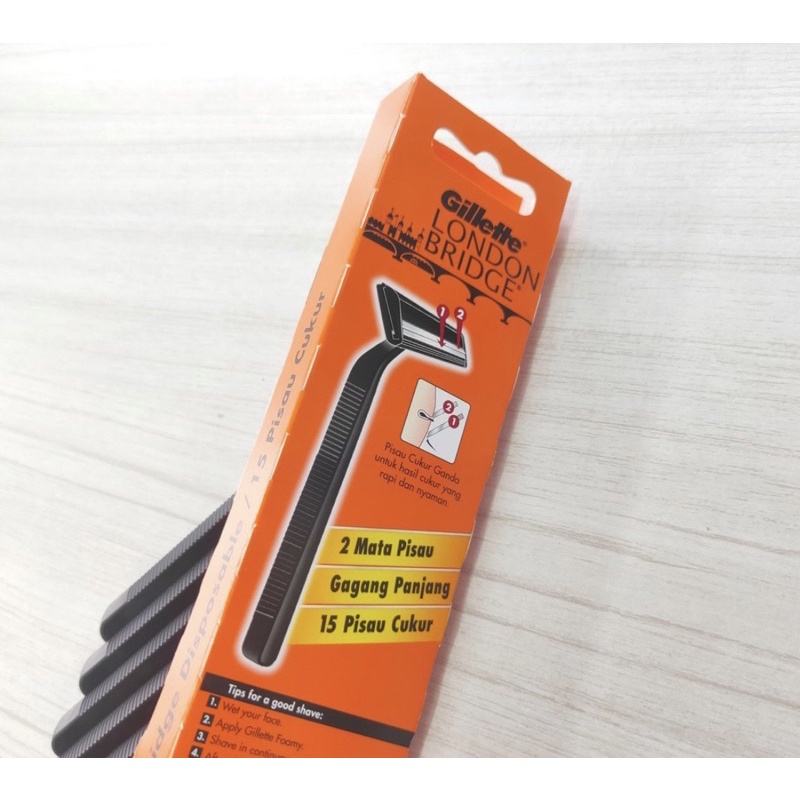 Gillette®
LONDON
BRIDGE®
1 2
2
1
Pisau Cukur Ganda
untuk hasil cukur yang
rapi dan nyaman.
2 Mata Pisau
Gagang Panjang
15 Pisau Cukur
Tips for a good shave:
1. Wet your face.
2. Apply Gillette Foamy.
3. Shave in
4.
Disposable / 15 Pisau Cukur